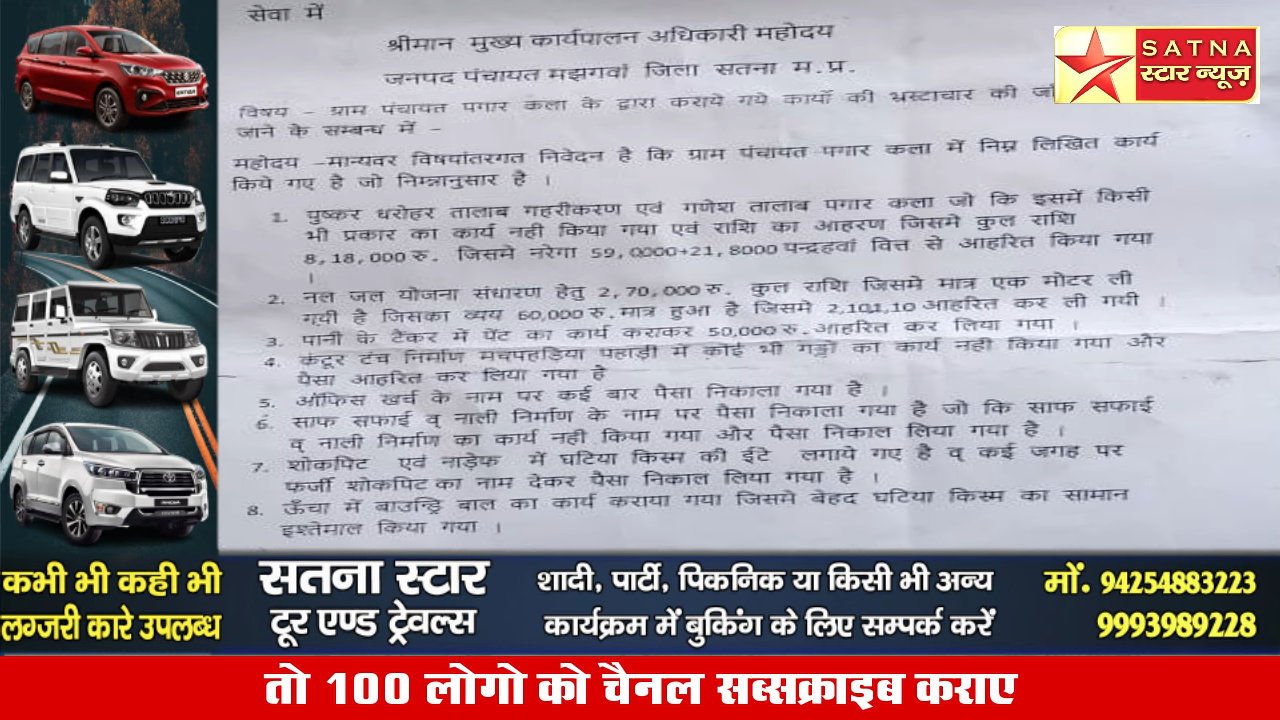 सेवा में
श्रीमान मुख्य कार्यपालन अधिकारी महोदय
जनपद पंचायत मझगवां जिला सतना म.प्र.
SATNA
स्टार न्यूज़
विषय – ग्राम पंचायत पगार कला के द्वारा कराये गये कार्यों की भ्रस्टाचार की
जाने के सम्बन्ध में –
महोदय –मान्यवर विषयांतरगत निवेदन है कि ग्राम पंचायत पगार कला में निम्न लिखित कार्य
किये गए है जो निम्नानुसार है ।
1. पुष्कर धरोहर तालाब गहरीकरण एवं गणेश तालाब पगार कला जो कि इसमें किसी
भी प्रकार का कार्य नही किया गया एवं राशि का आहरण जिसमे कुल राशि
8,18,000 रु. जिसमे नरेगा 59,0000+21,8000 पन्द्रहवां वित्त से आहरित किया गया
।
2. नल जल योजना संधारण हेतु 2,70,000 रु. कुल राशि जिसमे मात्र एक मोटर ली
गयी है जिसका व्यय 60,000 रु. मात्र हुआ है जिसमे 2,101,10 आहरित कर ली गयी ।
3. पानी के टैंकर में पेंट का कार्य कराकर 50,000 रु. आहरित कर लिया गया ।
4. कंटूर टंच निर्माण मचपहड़िया पहाड़ी में कोई भी गड्ढों का कार्य नही किया गया और
पैसा आहरित कर लिया गया है
5. ऑफिस खर्च के नाम पर कई बार पैसा निकाला गया है ।
6. साफ सफाई व् नाली निर्माण के नाम पर पैसा निकाला गया है जो कि साफ सफाई
व् नाली निर्माण का कार्य नही किया गया और पैसा निकाल लिया गया है ।
7. शोकपिट एवं नाड़ेफ में घटिया किस्म की ईटे लगाये गए है व् कई जगह पर
फर्जी शोकपिट का नाम देकर पैसा निकाल लिया गया है ।
8. ऊँचा में बाउन्ड्रि बाल का कार्य कराया गया जिसमे बेहद घटिया किस्म का सामान
इश्तेमाल किया गया ।
कभी भी कही भी
लग्जरी कारे उपलब्ध
सतना स्टार
टूर एण्ड ट्रेवल्स
शादी, पार्टी, पिकनिक या किसी भी अन्य
कार्यक्रम में बुकिंग के लिए सम्पर्क करें
मों. 94254883223
9993989228
तो 100 लोगो को चैनल सब्सक्राइब कराए